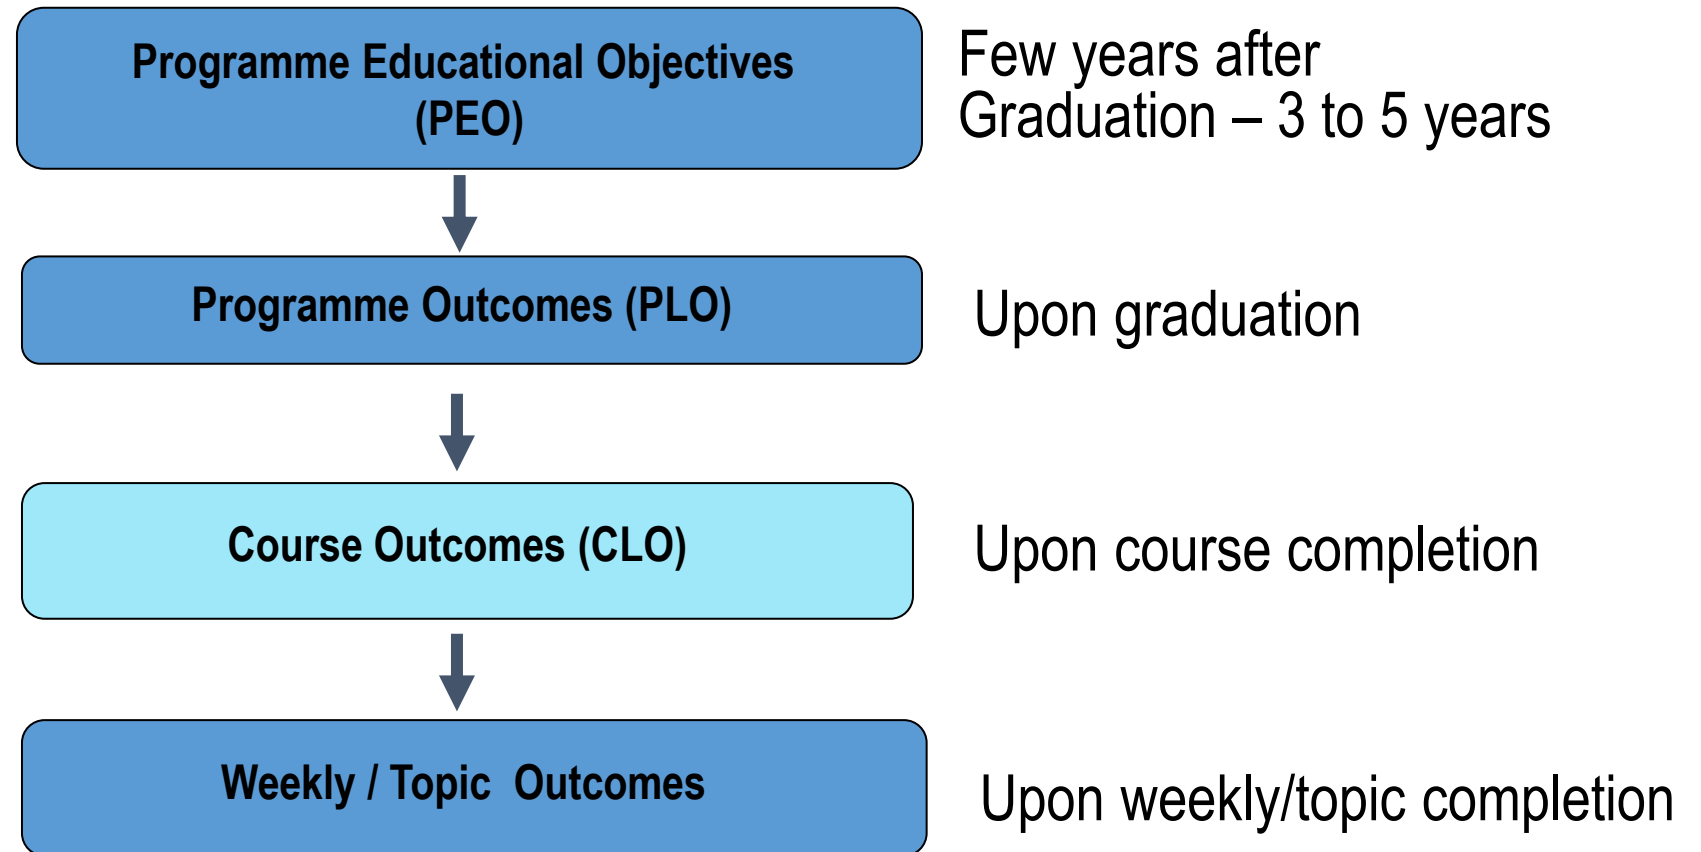 Programme Educational Objectives
(PEO)
Few years after
Graduation – 3 to 5 years
Programme Outcomes (PLO)
Upon graduation
Course Outcomes (CLO)
Upon course completion
Weekly / Topic Outcomes
Upon weekly/topic completion